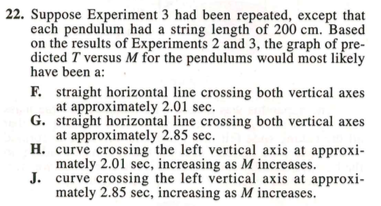 22. Suppose Experiment 3 had been repeated, except that
each pendulum had a string length of 200 cm. Based
on the results of Experiments 2 and 3, the graph of pre-
dicted T versus M for the pendulums would most likely
have been a:
F. straight horizontal line crossing both vertical axes
at approximately 2.01 sec.
G. straight horizontal line crossing both vertical axes
at approximately 2.85 sec.
H. curve crossing the left vertical axis at approxi-
mately 2.01 sec, increasing as M increases.
J. curve crossing the left vertical axis at approxi-
mately 2.85 sec, increasing as M increases.